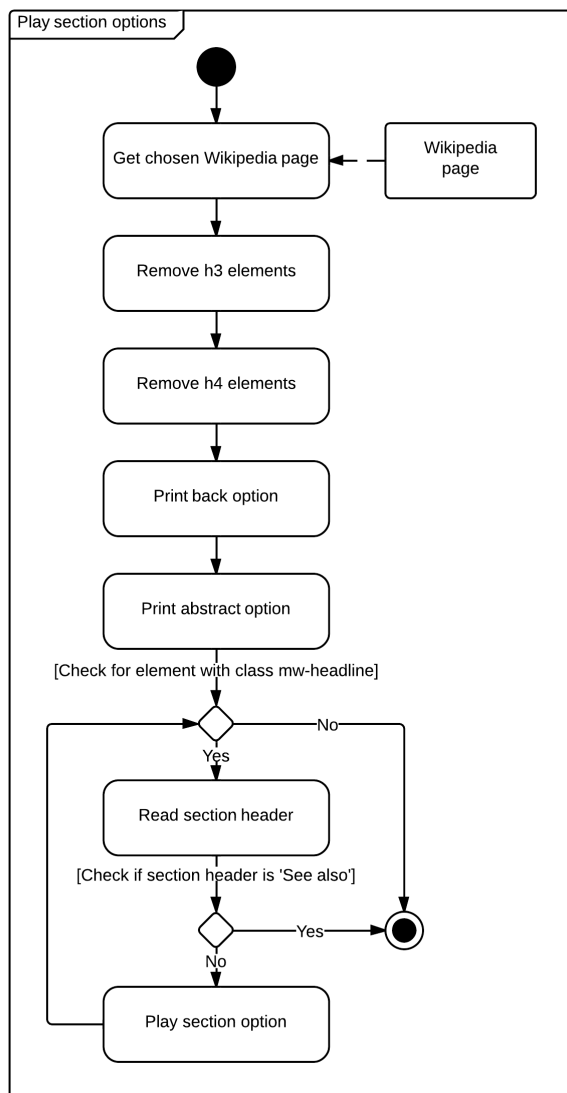 Play section options
Get chosen Wikipedia page
Wikipedia
page
Remove h3 elements
Remove h4 elements
Print back option
Print abstract option
[Check for element with class mw-headline]
No
Yes
Read section header
[Check if section header is 'See also']
Yes
No
Play section option